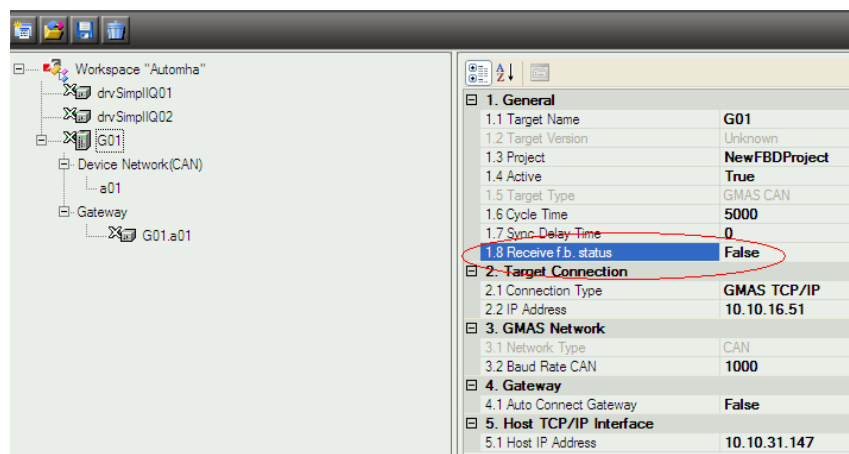 Workspace "Automha"
drvSimplIQ01
drvSimplIQ02
G01
Device Network(CAN)
a01
Gateway
G01.a01
1. General
1.1 Target Name G01
1.2 Target Version Unknown
1.3 Project NewFBDProject
1.4 Active True
1.5 Target Type GMAS CAN
1.6 Cycle Time 5000
1.7 Sync Delay Time 0
1.8 Receive f.b. status False
2. Target Connection
2.1 Connection Type GMAS TCP/IP
2.2 IP Address 10.10.16.51
3. GMAS Network
3.1 Network Type CAN
3.2 Baud Rate CAN 1000
4. Gateway
4.1 Auto Connect Gateway False
5. Host TCP/IP Interface
5.1 Host IP Address 10.10.31.147